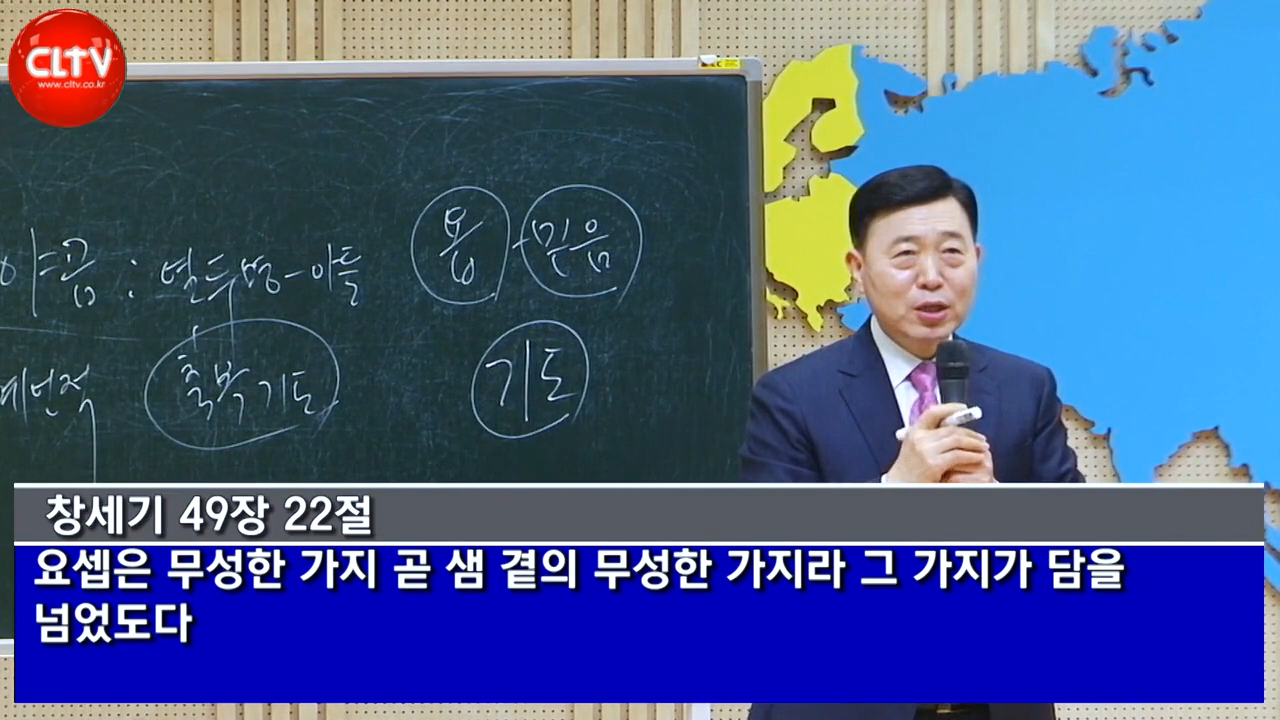 CLTV
www.cltv.co.kr
야곱 : 열두명-아들
욥 - 믿음
축복기도
기도
창세기 49장 22절
요셉은 무성한 가지 곧 샘 곁의 무성한 가지라 그 가지가 담을
넘었도다